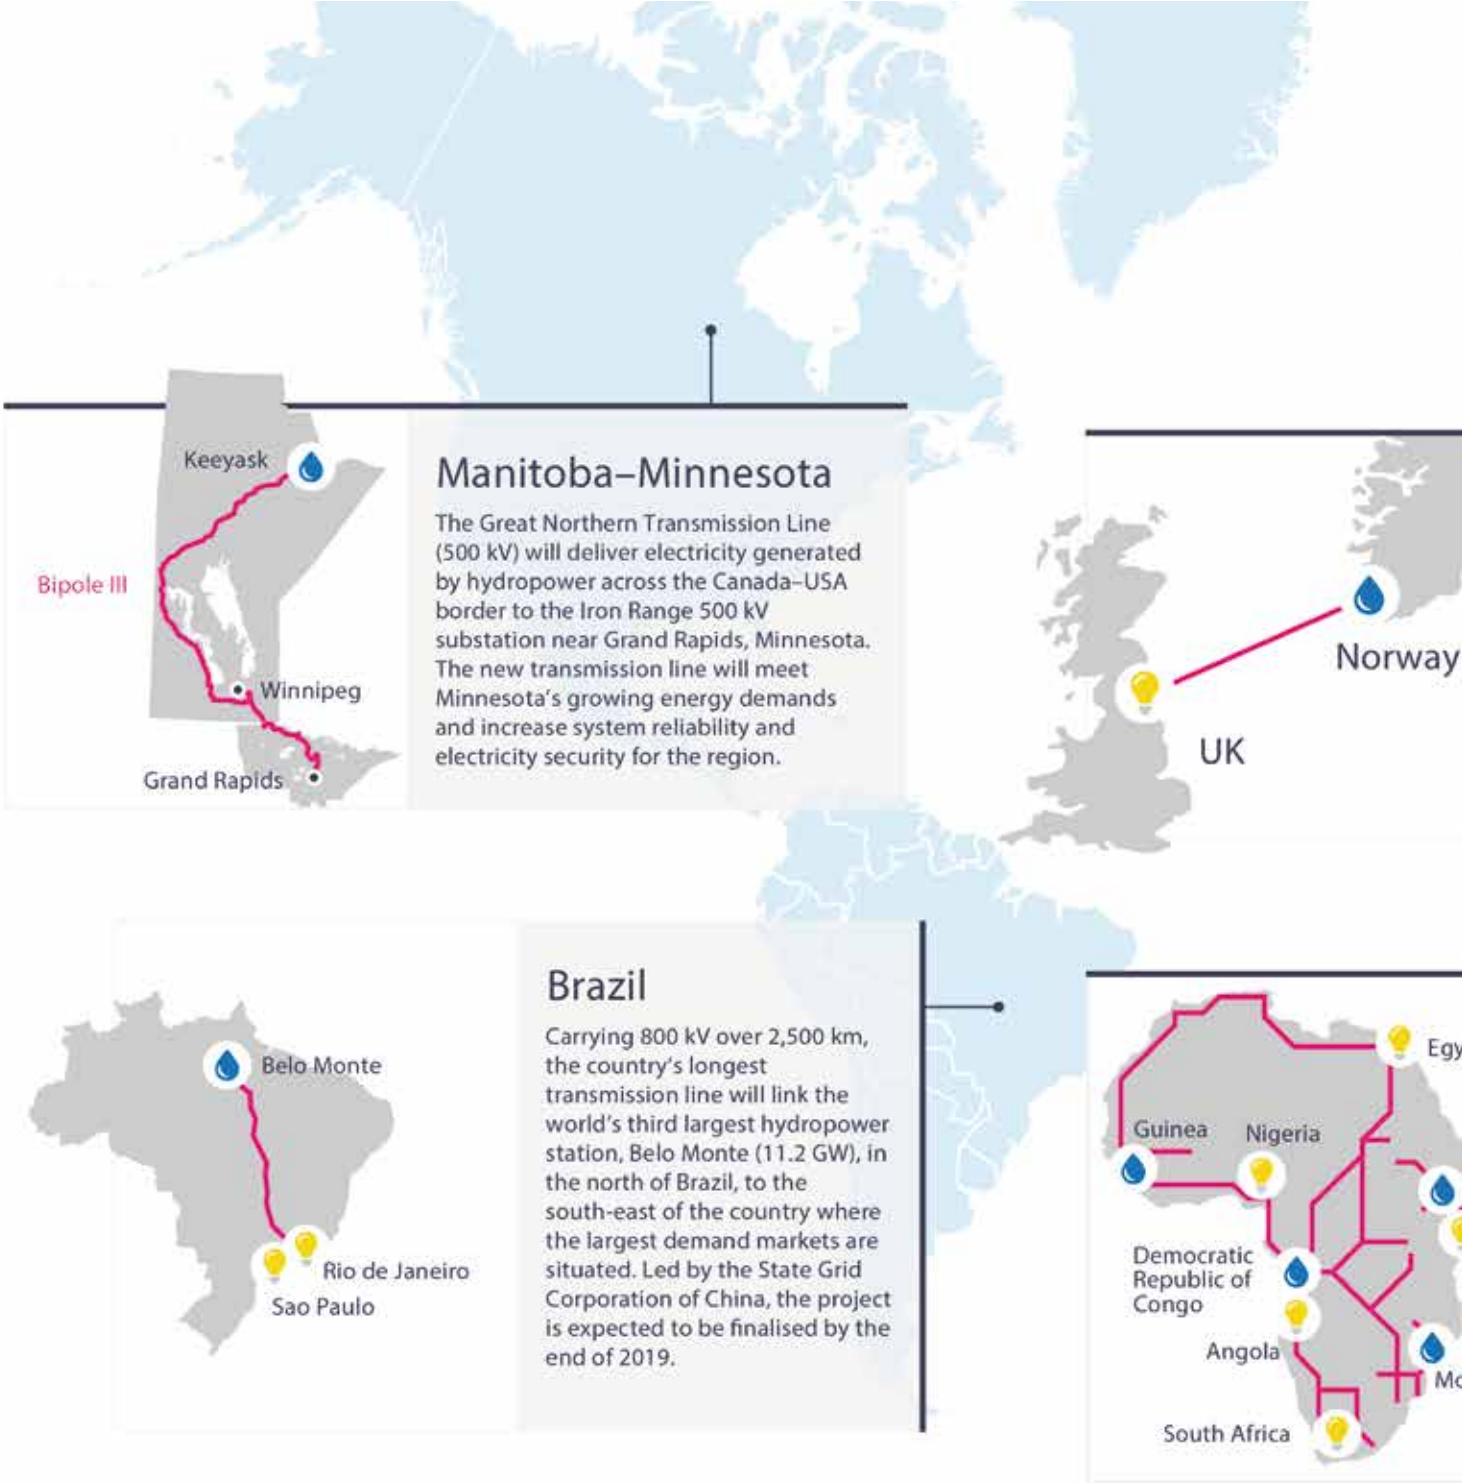 Keeyask
Bipole III
Winnipeg
Grand Rapids
Manitoba–Minnesota
The Great Northern Transmission Line
(500 kV) will deliver electricity generated
by hydropower across the Canada–USA
border to the Iron Range 500 kV
substation near Grand Rapids, Minnesota.
The new transmission line will meet
Minnesota's growing energy demands
and increase system reliability and
electricity security for the region.
Norway
UK
Belo Monte
Rio de Janeiro
Sao Paulo
Brazil
Carrying 800 kV over 2,500 km,
the country's longest
transmission line will link the
world's third largest hydropower
station, Belo Monte (11.2 GW), in
the north of Brazil, to the
south-east of the country where
the largest demand markets are
situated. Led by the State Grid
Corporation of China, the project
is expected to be finalised by the
end of 2019.
Egy
Guinea
Nigeria
Democratic
Republic of
Congo
Angola
Mo
South Africa